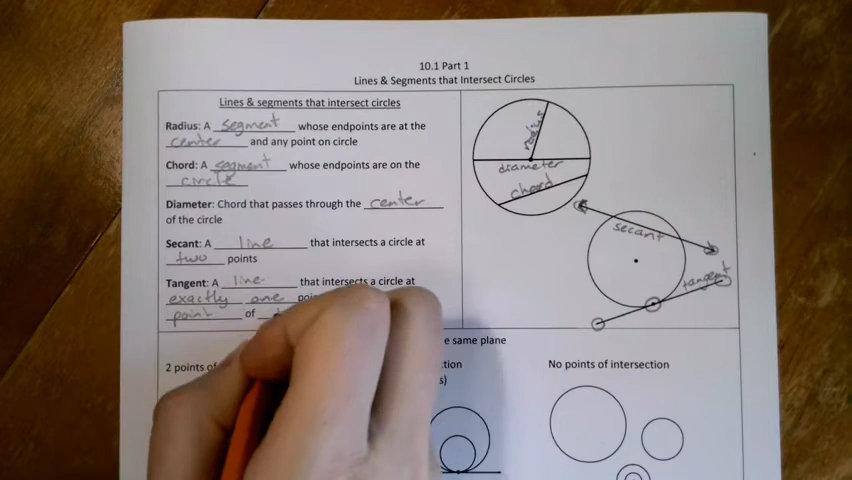 10.1 Part 1
Lines & Segments that Intersect Circles
Lines & segments that intersect circles
Radius: A segment whose endpoints are at the
center and any point on circle
Chord: A segment whose endpoints are on the
circle
Diameter: Chord that passes through the center
of the circle
Secant: A line that intersects a circle at
two points
Tangent: A line that intersects a circle at
exactly one
point of
radius
diameter
chord
secant
tangent
e same plane
2 points of
No points of intersection